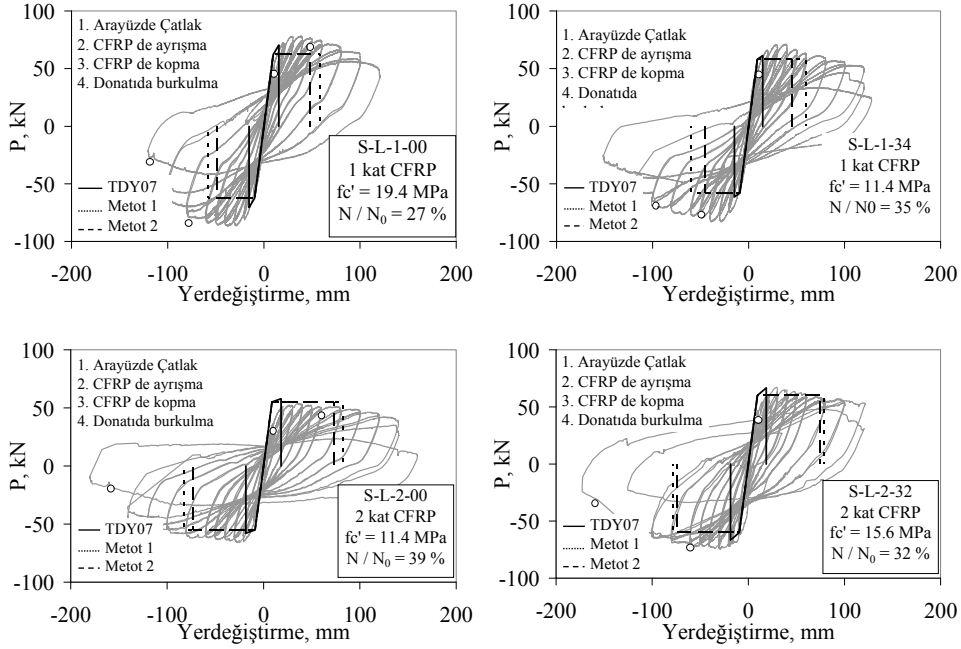 1. Arayüzde Çatlak
2. CFRP de ayrışma
3. CFRP de kopma
4. Donatıda burkulma
100
50
0
-50
-100
P, kN
TDY07
Metot 1
Metot 2
S-L-1-00
1 kat CFRP
fc' = 19.4 MPa
N / N0 = 27 %
-200
-100
0
100
200
Yerdeğiştirme, mm
1. Arayüzde Çatlak
2. CFRP de ayrışma
3. CFRP de kopma
4. Donatıda
100
50
0
-50
-100
P, kN
TDY07
Metot 1
Metot 2
S-L-1-34
1 kat CFRP
fc' = 11.4 MPa
N / N0 = 35 %
-200
-100
0
100
200
Yerdeğiştirme, mm
1. Arayüzde Çatlak
2. CFRP de ayrışma
3. CFRP de kopma
4. Donatıda burkulma
100
50
0
-50
-100
P, kN
TDY07
Metot 1
Metot 2
S-L-2-00
2 kat CFRP
fc' = 11.4 MPa
N / N0 = 39 %
-200
-100
0
100
200
Yerdeğiştirme, mm
1. Arayüzde Çatlak
2. CFRP de ayrışma
3. CFRP de kopma
4. Donatıda burkulma
100
50
0
-50
-100
P, kN
TDY07
Metot 1
Metot 2
S-L-2-32
2 kat CFRP
fc' = 15.6 MPa
N / N0 = 32 %
-200
-100
0
100
200
Yerdeğiştirme, mm